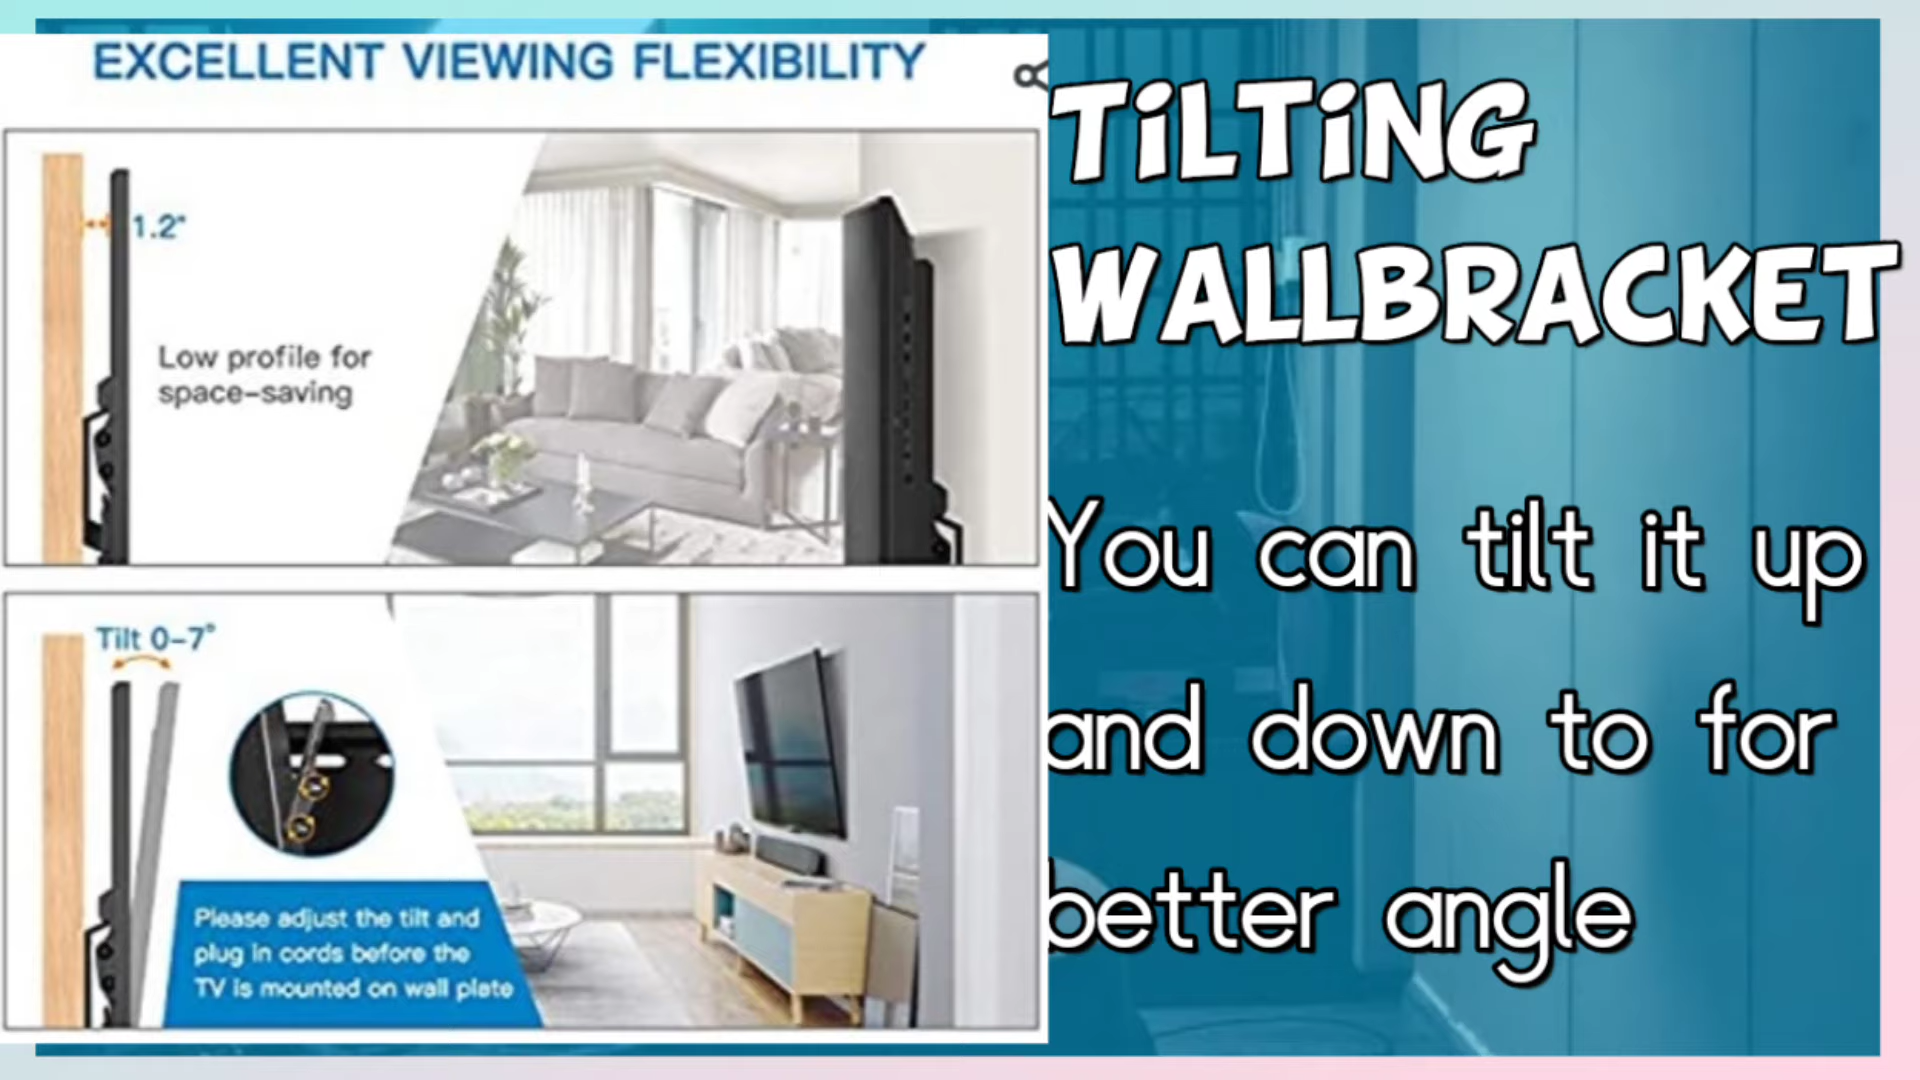 EXCELLENT VIEWING FLEXIBILITY
1.2"
Low profile for
space-saving
Tilt 0-7°
Please adjust the tilt and
plug in cords before the
TV is mounted on wall plate
TiLTiNG
WALLBRACKET
You can tilt it up
and down to for
better angle